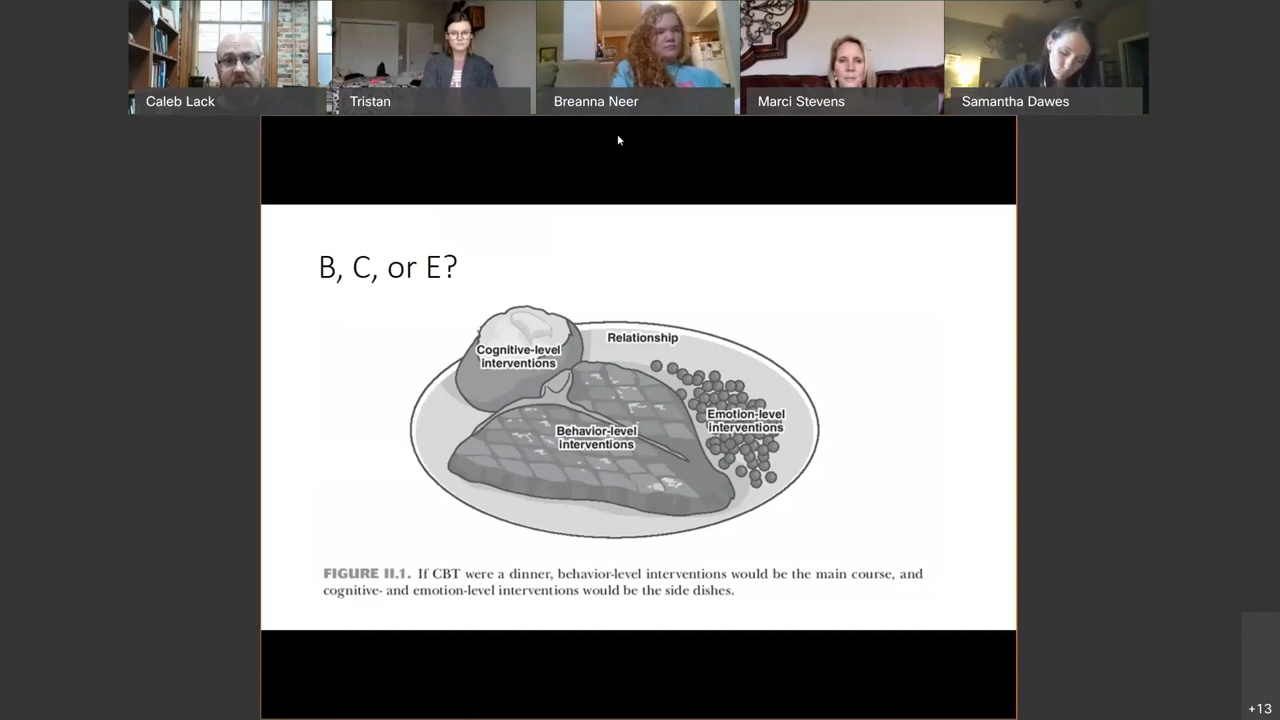 Caleb Lack
Tristan
Breanna Neer
Marci Stevens
Samantha Dawes
B, C, or E?
Relationship
Cognitive-level
interventions
Emotion-level
interventions
Behavior-level
interventions
FIGURE II.1. If CBT were a dinner, behavior-level interventions would be the main course, and
cognitive- and emotion-level interventions would be the side dishes.
+13